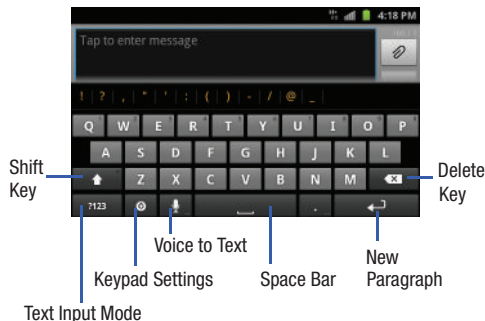 4:18 PM
Tap to enter message
! ? , " ' : ( ) - / @ _
Q W E R T Y U I O P
A S D F G H J K L
Z X C V B N M
?123 .
Shift
Key
Delete
Key
Voice to Text
New
Paragraph
Keypad Settings
Space Bar
Text Input Mode